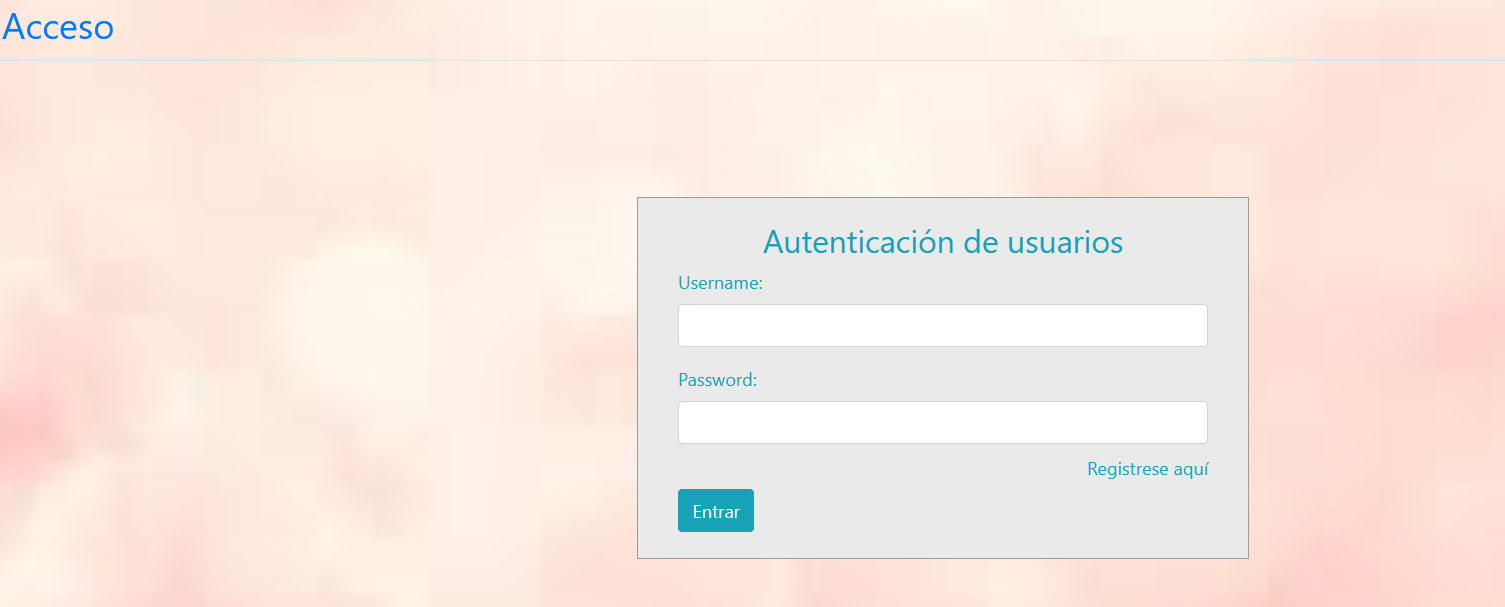 Acceso
Autenticación de usuarios
Username:
Password:
Registrese aquí
Entrar